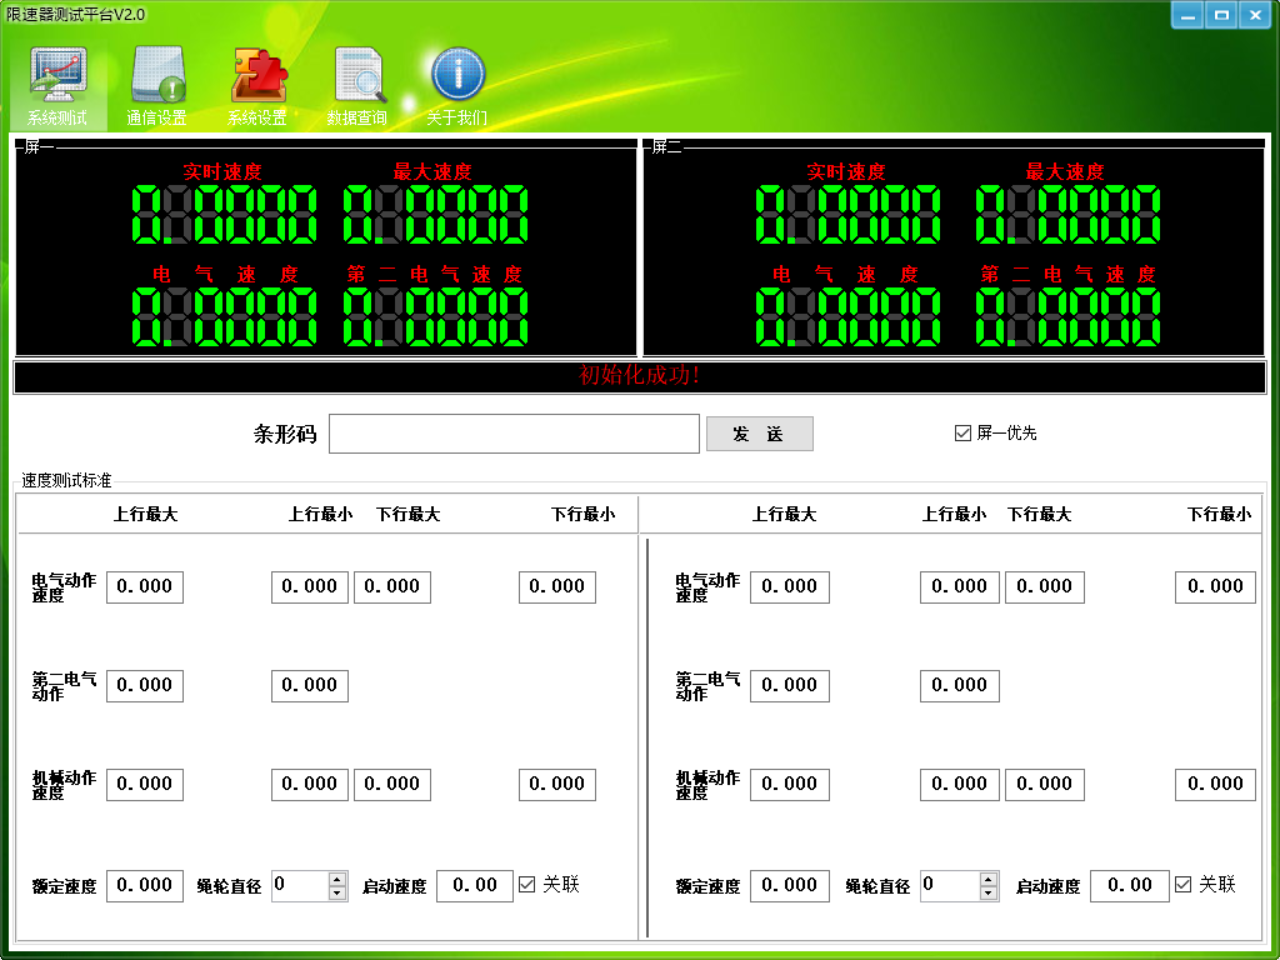 限速器测试平台V2.0
系统测试 通信设置 系统设置 数据查询 关于我们
屏一 屏二
实时速度 最大速度 实时速度 最大速度
0.0000 0.0000 0.0000 0.0000
电气速度 第二电气速度 电气速度 第二电气速度
0.0000 0.0000 0.0000 0.0000
初始化成功!
条形码 发 送 屏一优先
速度测试标准
上行最大 上行最小 下行最大 下行最小 上行最大 上行最小 下行最大 下行最小
电气动作速度 0.000 0.000 0.000 0.000 电气动作速度 0.000 0.000 0.000 0.000
第二电气动作 0.000 0.000 第二电气动作 0.000 0.000
机械动作速度 0.000 0.000 0.000 0.000 机械动作速度 0.000 0.000 0.000 0.000
额定速度 0.000 绳轮直径 0 启动速度 0.00 关联 额定速度 0.000 绳轮直径 0 启动速度 0.00 关联